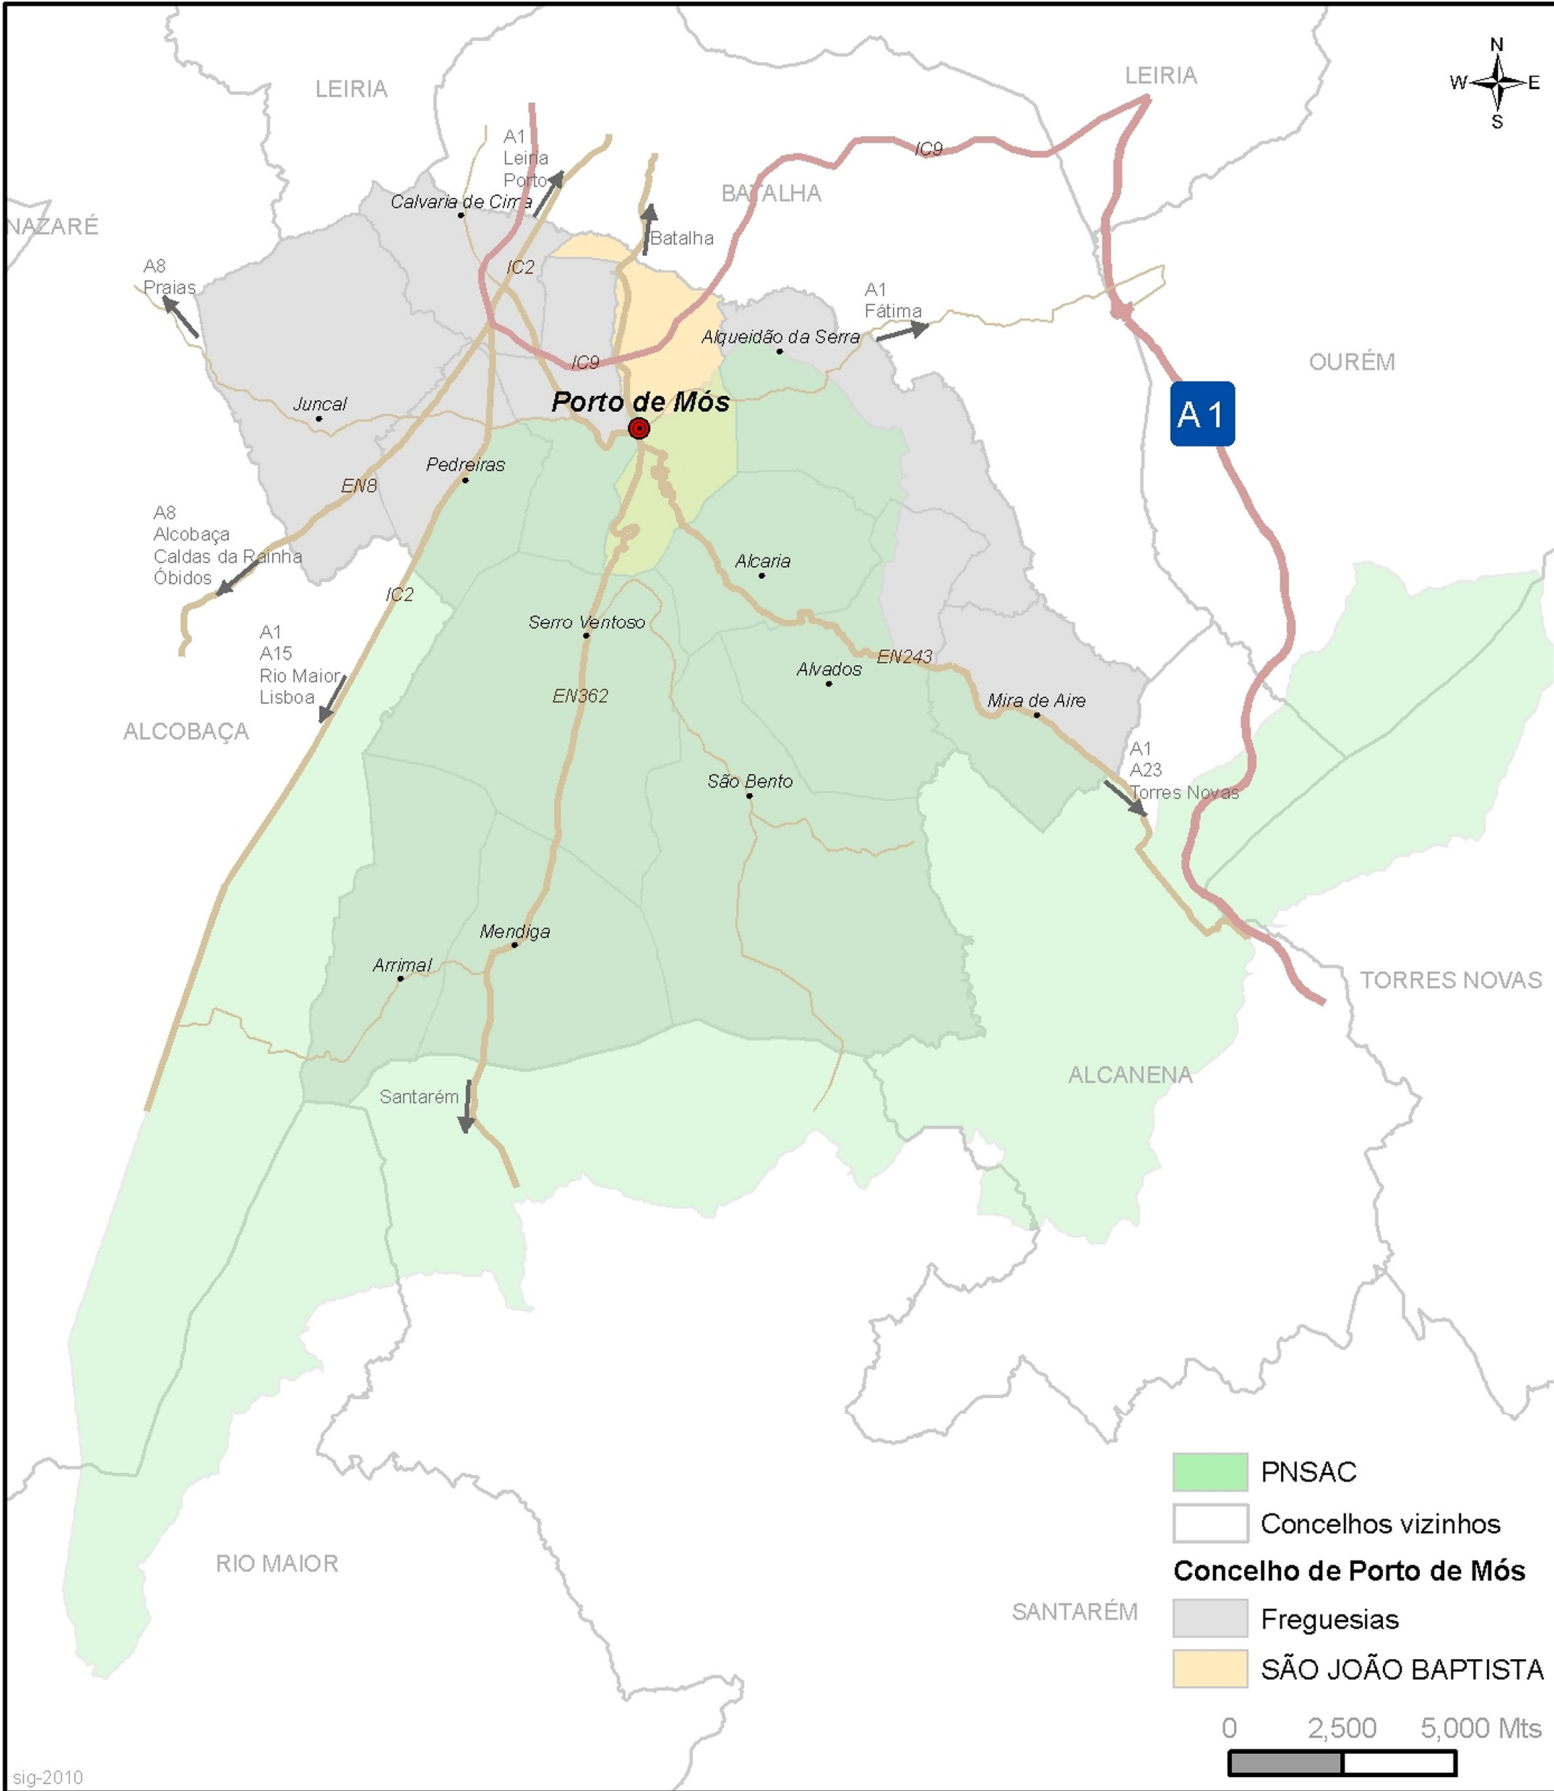 N
W E
S
LEIRIA
LEIRIA
A1
Leiria
Porto
IC9
BATALHA
Calvaria de Cima
NAZARÉ
Batalha
A8
Praias
IC2
A1
Fátima
Alqueidão da Serra
IC9
OURÉM
Juncal
Porto de Mós
A 1
Pedreiras
EN8
A8
Alcobaça
Caldas da Rainha
Óbidos
Alcaria
IC2
Serro Ventoso
A1
A15
Rio Maior
Lisboa
EN243
Alvados
EN362
Mira de Aire
ALCOBAÇA
A1
A23
Torres Novas
São Bento
Mendiga
Arrimal
TORRES NOVAS
ALCANENA
Santarém
PNSAC
Concelhos vizinhos
Concelho de Porto de Mós
Freguesias
SÃO JOÃO BAPTISTA
RIO MAIOR
SANTARÉM
0 2,500 5,000 Mts
sig-2010